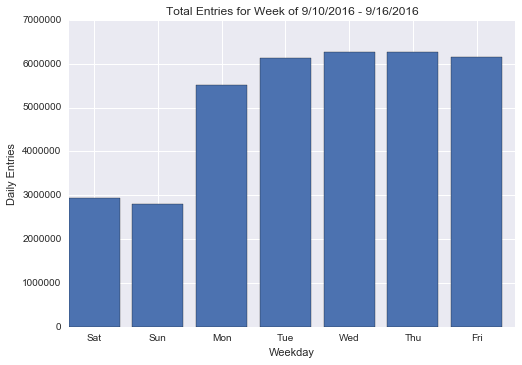 Total Entries for Week of 9/10/2016 - 9/16/2016
7000000
6000000
5000000
4000000
3000000
2000000
1000000
0
Daily Entries
Sat Sun Mon Tue Wed Thu Fri
Weekday